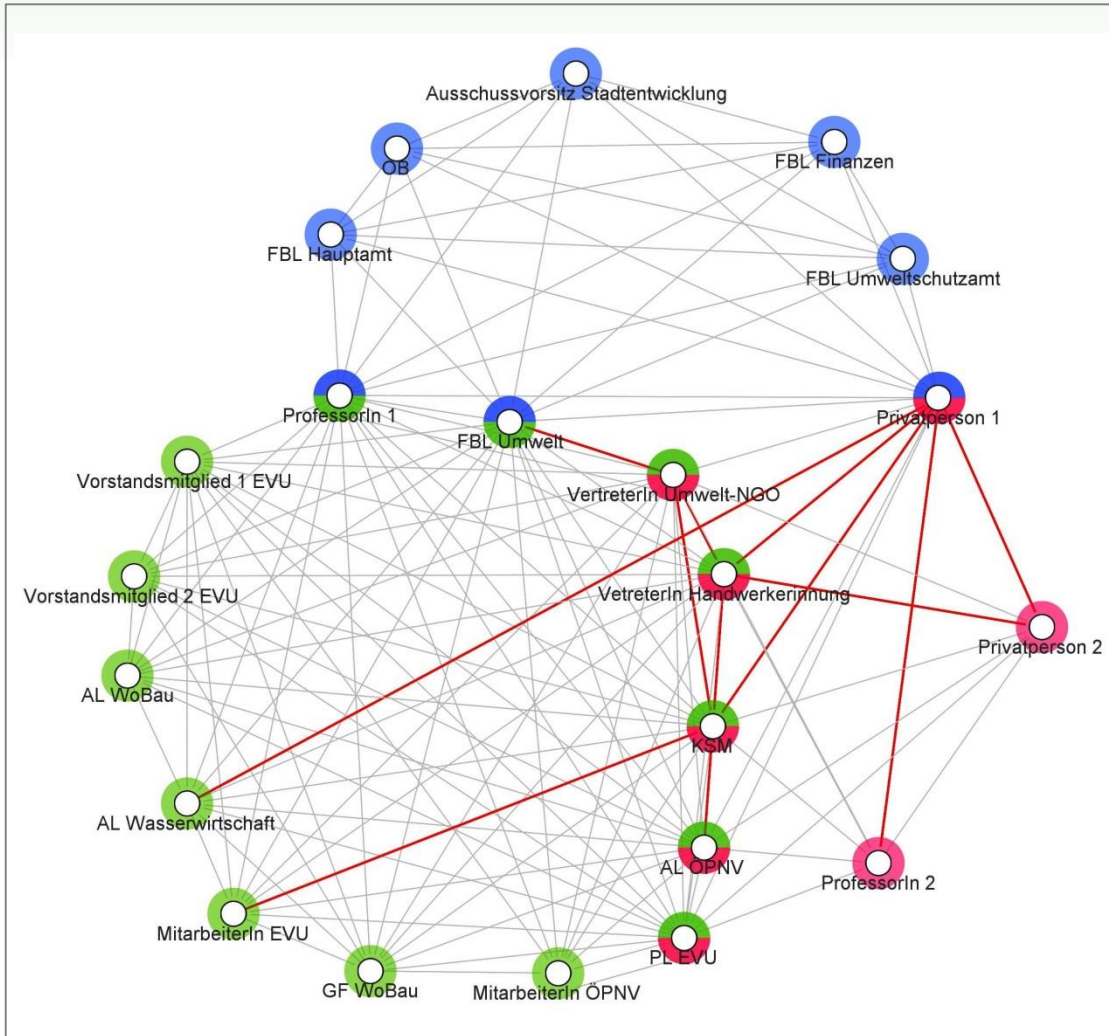 Ausschussvorsitz Stadtentwicklung
OB
FBL Finanzen
FBL Hauptamt
FBL Umweltschutzamt
ProfessorIn 1
FBL Umwelt
Privatperson 1
Vorstandsmitglied 1 EVU
VertreterIn Umwelt-NGO
Vorstandsmitglied 2 EVU
VetreterIn Handwerkerinnung
Privatperson 2
AL WoBau
KSM
AL Wasserwirtschaft
AL ÖPNV
ProfessorIn 2
MitarbeiterIn EVU
PL EVU
GF WoBau
MitarbeiterIn ÖPNV